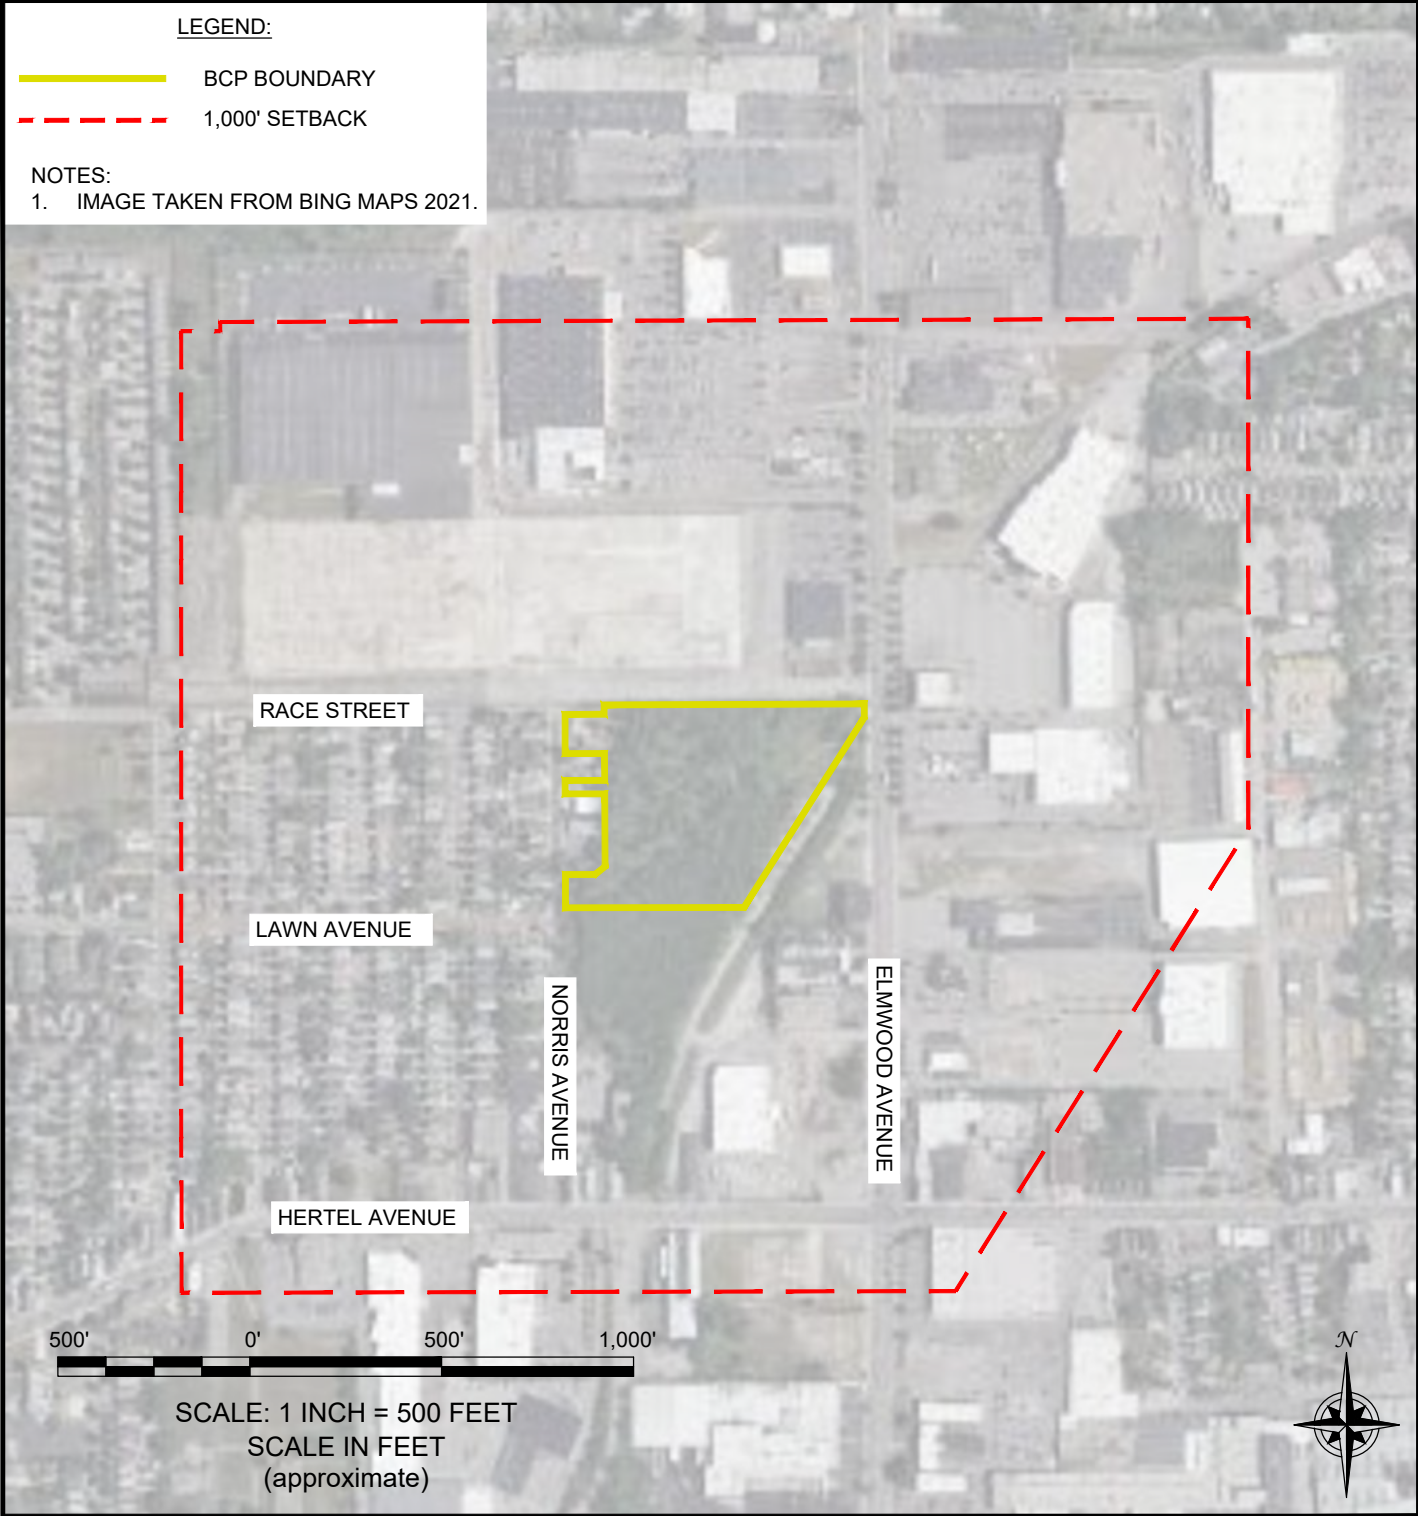 LEGEND:
BCP BOUNDARY
1,000' SETBACK
NOTES:
1. IMAGE TAKEN FROM BING MAPS 2021.
RACE STREET
LAWN AVENUE
NORRIS AVENUE
ELMWOOD AVENUE
HERTEL AVENUE
500' 0' 500' 1,000'
SCALE: 1 INCH = 500 FEET
SCALE IN FEET
(approximate)
N